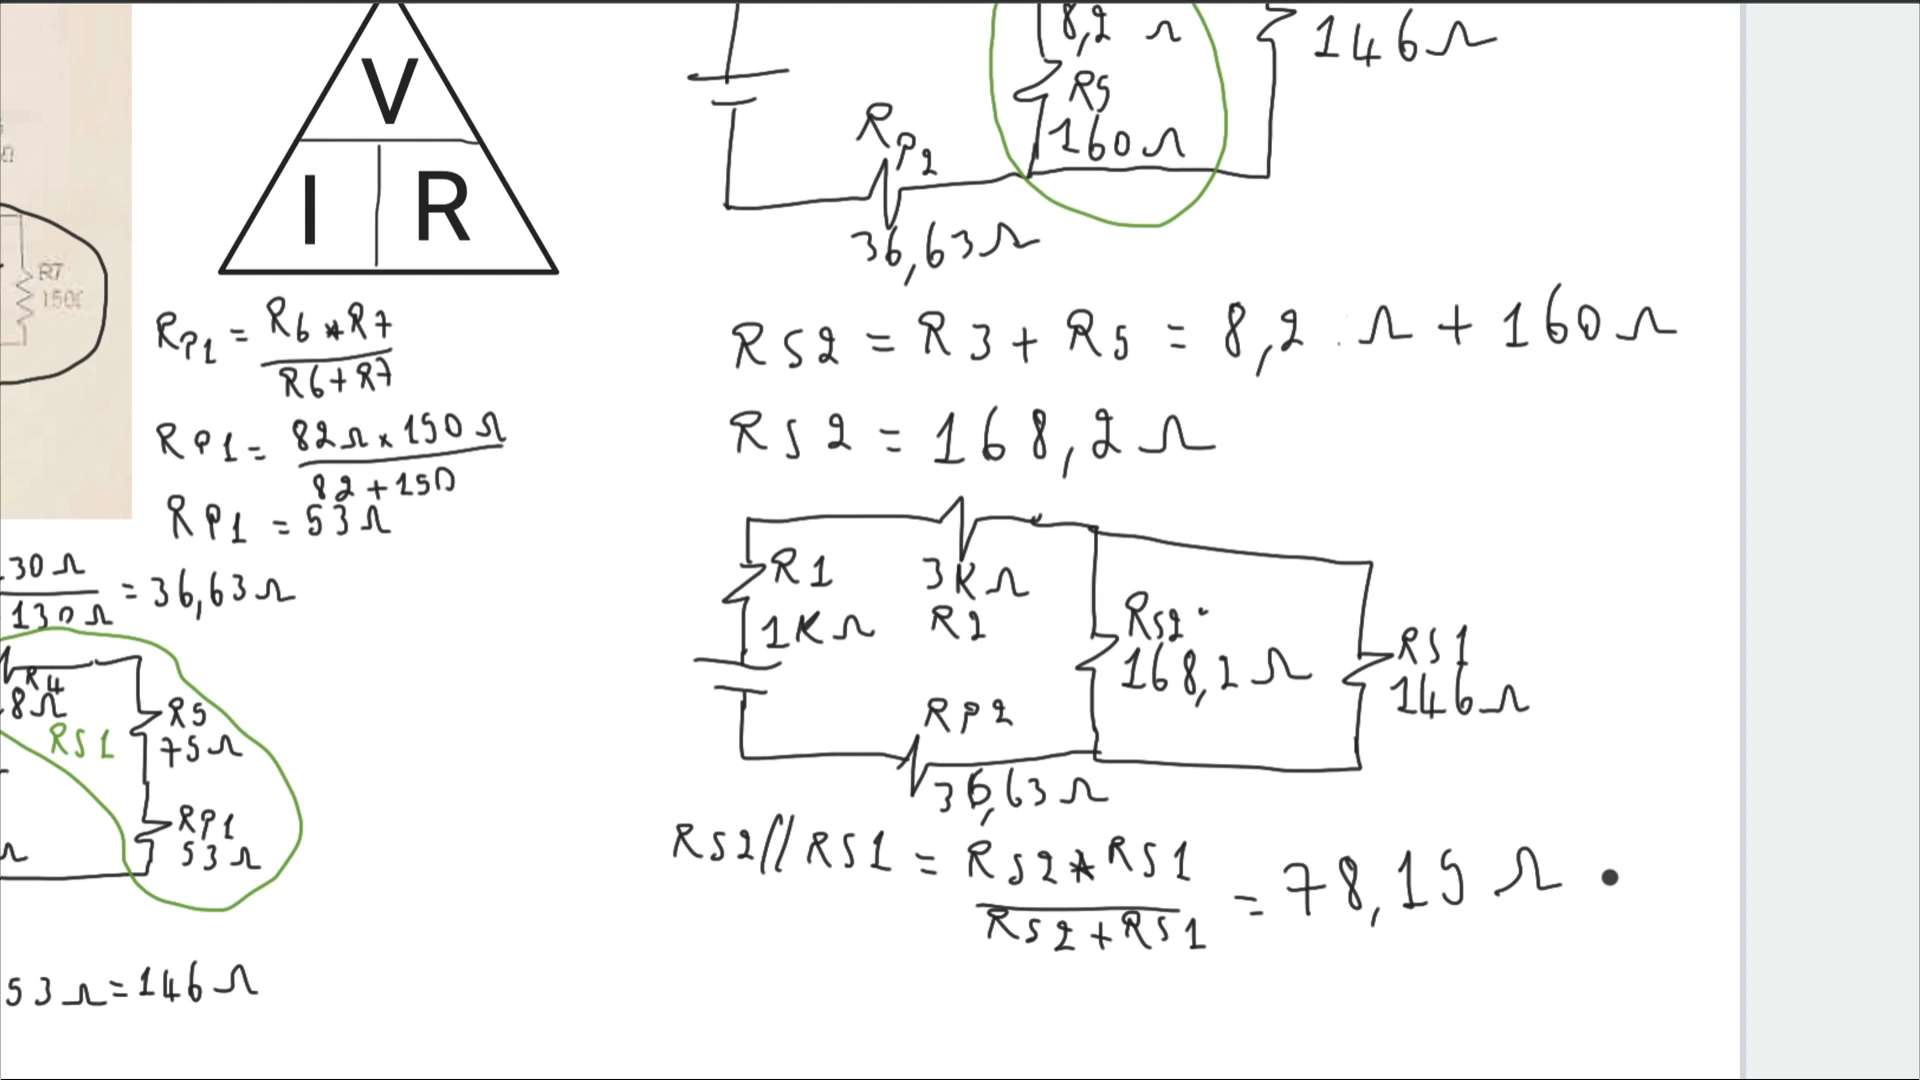 R7
150Ω
V
I R
RP1 = R6 * R7
R6 + R7
RP1 = 82Ω x 150Ω
82 + 150
RP1 = 53Ω
30Ω
130Ω = 36,63Ω
R4
8Ω
RS1
R5
75Ω
RP1
53Ω
53Ω = 146Ω
8,2 Ω
R5
160Ω
146Ω
RP2
36,63Ω
RS2 = R3 + R5 = 8,2 Ω + 160Ω
RS2 = 168,2Ω
R1
1KΩ
3KΩ
R2
RS2
168,2Ω
RS1
146Ω
RP2
36,63Ω
RS2//RS1 = RS2 * RS1
RS2 + RS1
= 78,15 Ω